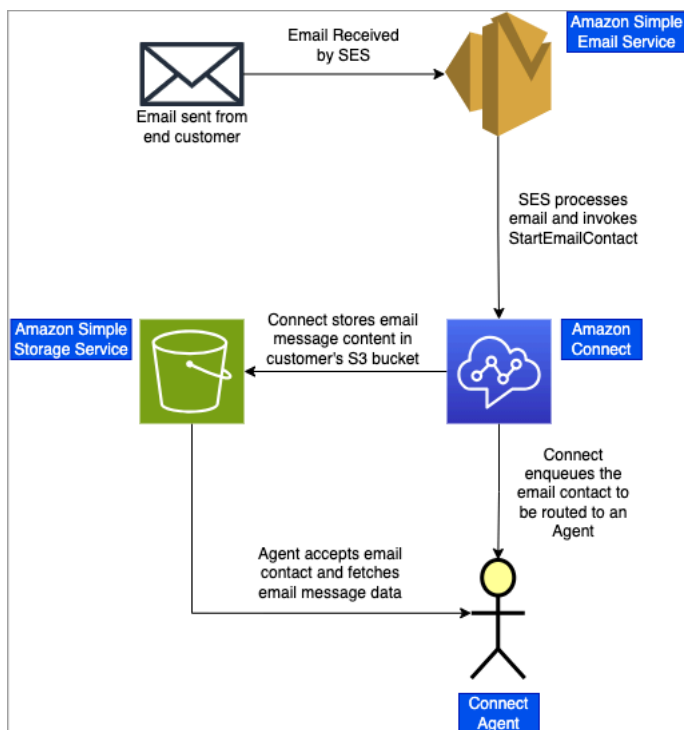 Email Received
by SES
Amazon Simple
Email Service
Email sent from
end customer
SES processes
email and invokes
StartEmailContact
Amazon Simple
Storage Service
Connect stores email
message content in
customer's S3 bucket
Amazon
Connect
Connect
enqueues the
email contact to
be routed to an
Agent
Agent accepts email
contact and fetches
email message data
Connect
Agent